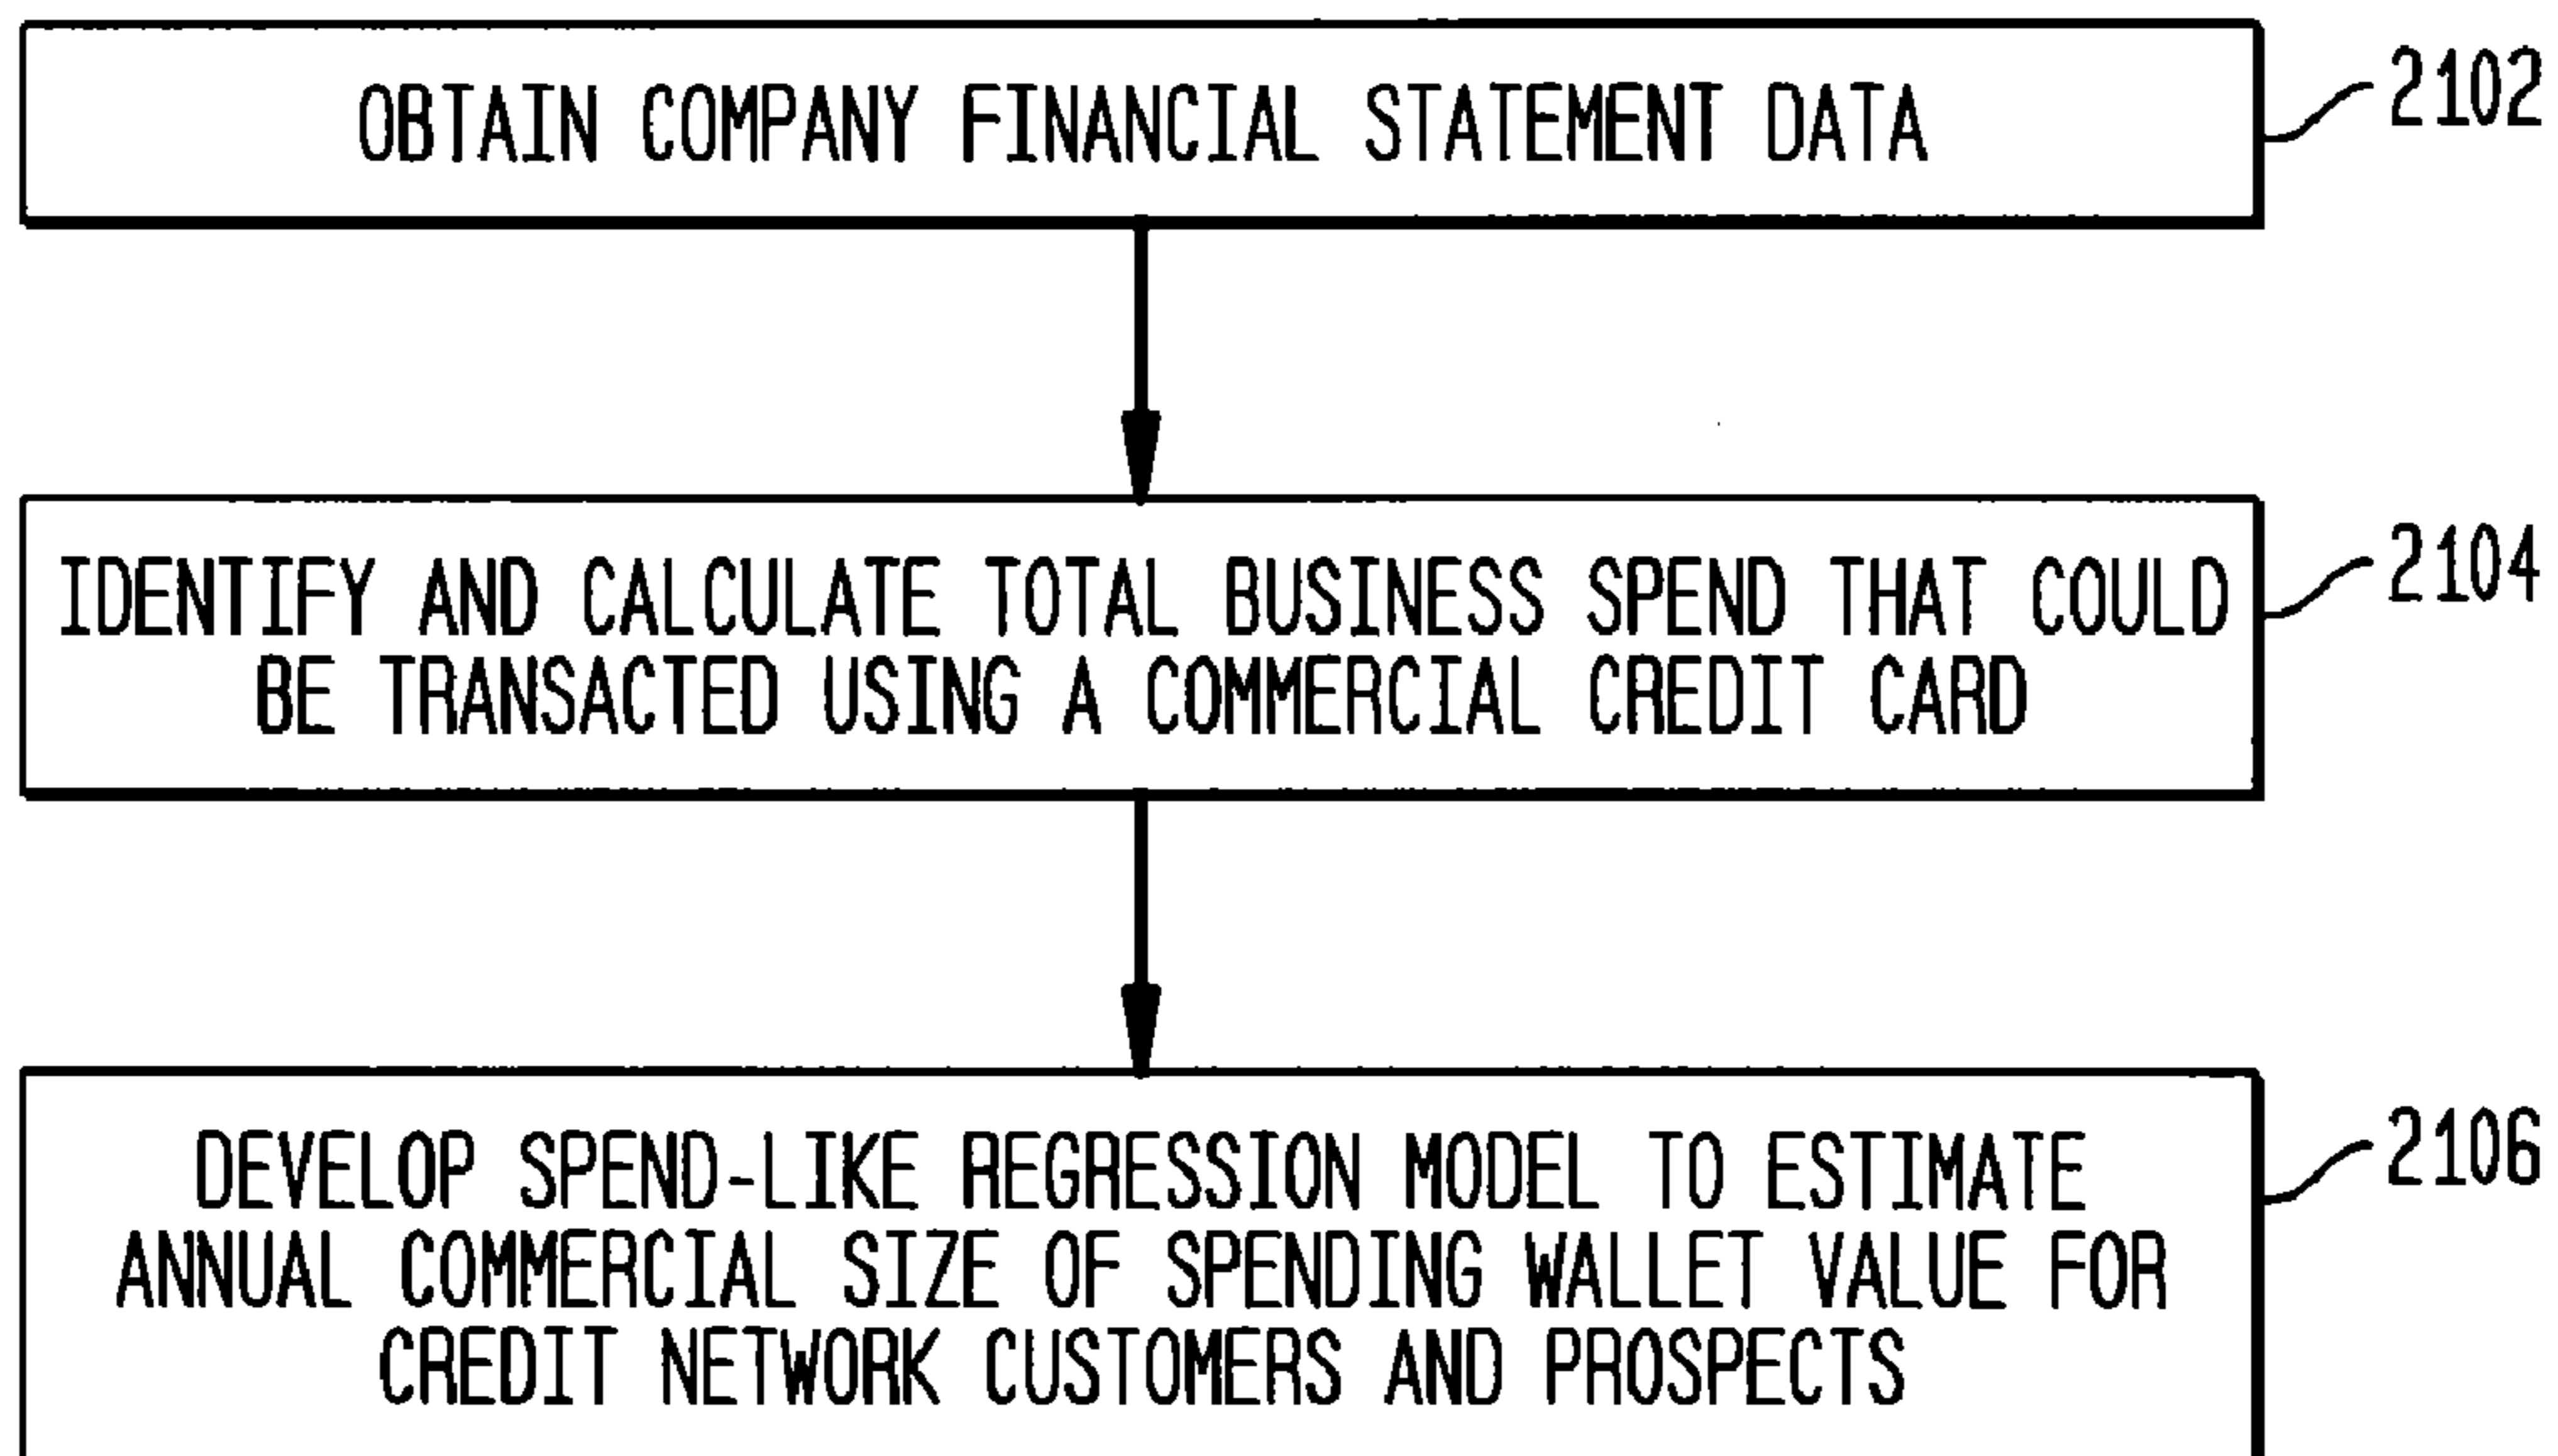 OBTAIN COMPANY FINANCIAL STATEMENT DATA
2102
IDENTIFY AND CALCULATE TOTAL BUSINESS SPEND THAT COULD
BE TRANSACTED USING A COMMERCIAL CREDIT CARD
2104
DEVELOP SPEND-LIKE REGRESSION MODEL TO ESTIMATE
ANNUAL COMMERCIAL SIZE OF SPENDING WALLET VALUE FOR
CREDIT NETWORK CUSTOMERS AND PROSPECTS
2106